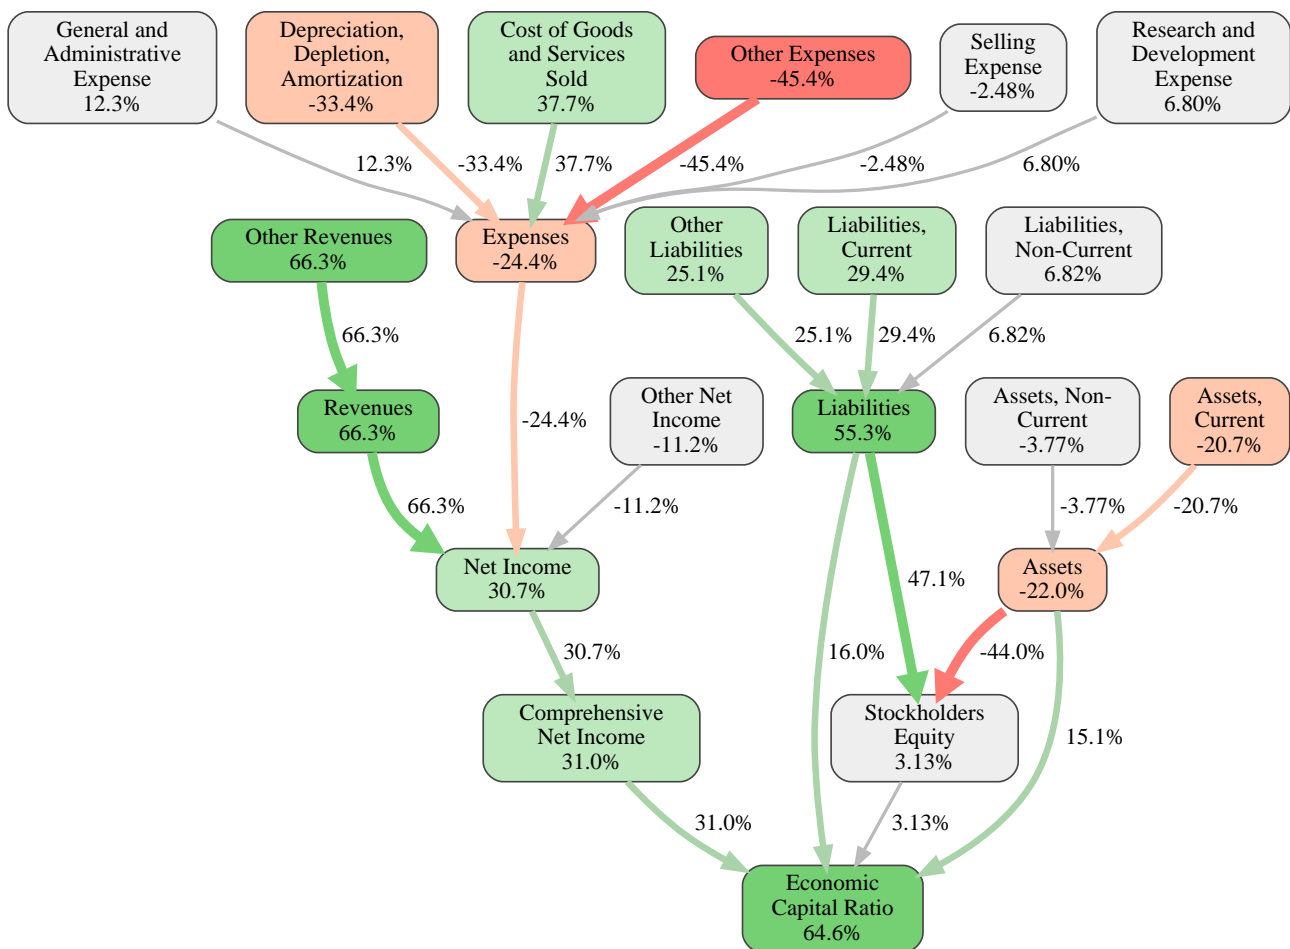 General and
Administrative
Expense
12.3%
Depreciation,
Depletion,
Amortization
-33.4%
Cost of Goods
and Services
Sold
37.7%
Other Expenses
-45.4%
Selling
Expense
-2.48%
Research and
Development
Expense
6.80%
12.3%
-33.4%
37.7%
-45.4%
-2.48%
6.80%
Other Revenues
66.3%
Expenses
-24.4%
Other
Liabilities
25.1%
Liabilities,
Current
29.4%
Liabilities,
Non-Current
6.82%
66.3%
25.1%
29.4%
6.82%
Revenues
66.3%
-24.4%
Other Net
Income
-11.2%
Liabilities
55.3%
Assets, Non-
Current
-3.77%
Assets,
Current
-20.7%
66.3%
-11.2%
-3.77%
-20.7%
Net Income
30.7%
47.1%
Assets
-22.0%
30.7%
16.0%
-44.0%
Comprehensive
Net Income
31.0%
Stockholders
Equity
3.13%
15.1%
31.0%
3.13%
Economic
Capital Ratio
64.6%